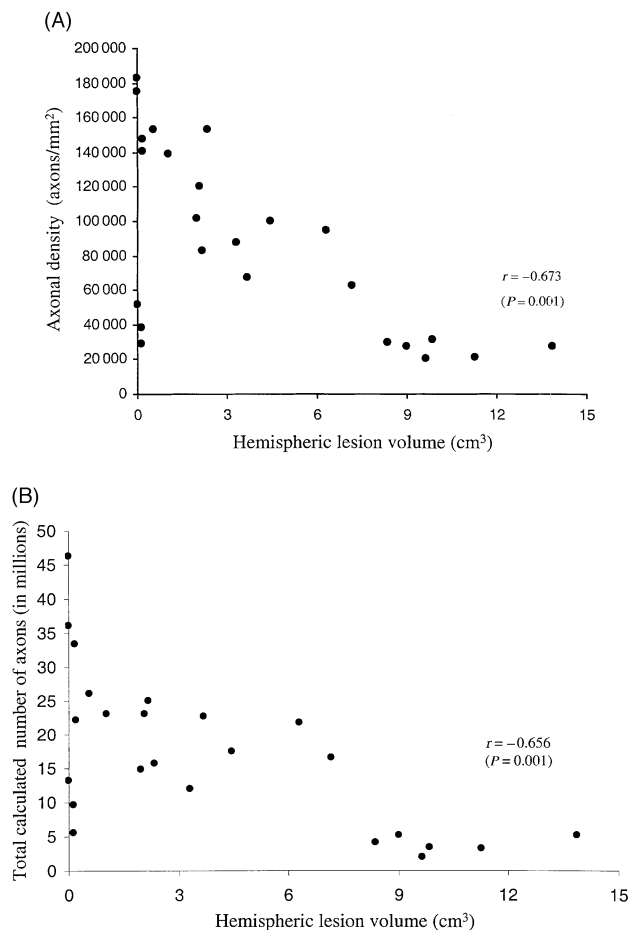 (A)
Axonal density (axons/mm²)
200 000
180 000
160 000
140 000
120 000
100 000
80 000
60 000
40 000
20 000
0
r = −0.673
(P = 0.001)
0 3 6 9 12 15
Hemispheric lesion volume (cm³)
(B)
Total calculated number of axons (in millions)
50
45
40
35
30
25
20
15
10
5
0
r = −0.656
(P = 0.001)
0 3 6 9 12 15
Hemispheric lesion volume (cm³)